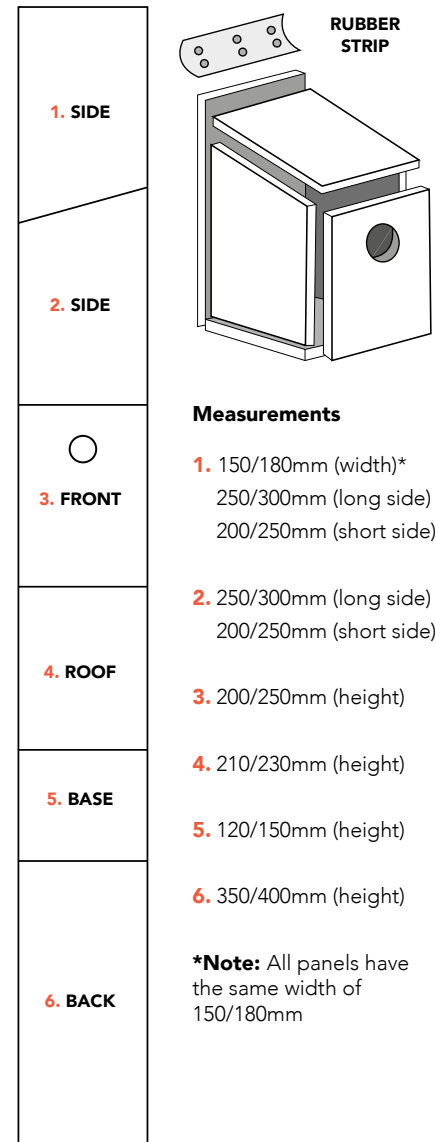 1. SIDE
2. SIDE
3. FRONT
4. ROOF
5. BASE
6. BACK
RUBBER
STRIP
Measurements
1. 150/180mm (width)*
250/300mm (long side)
200/250mm (short side)
2. 250/300mm (long side)
200/250mm (short side)
3. 200/250mm (height)
4. 210/230mm (height)
5. 120/150mm (height)
6. 350/400mm (height)
*Note: All panels have
the same width of
150/180mm